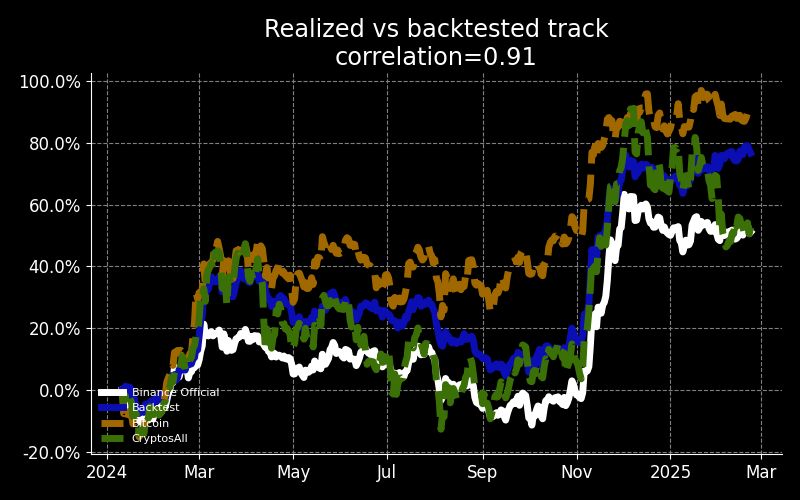 Realized vs backtested track
correlation=0.91
100.0%
80.0%
60.0%
40.0%
20.0%
0.0%
-20.0%
Binance Official
Backtest
Bitcoin
CryptosAll
2024
Mar
May
Jul
Sep
Nov
2025
Mar